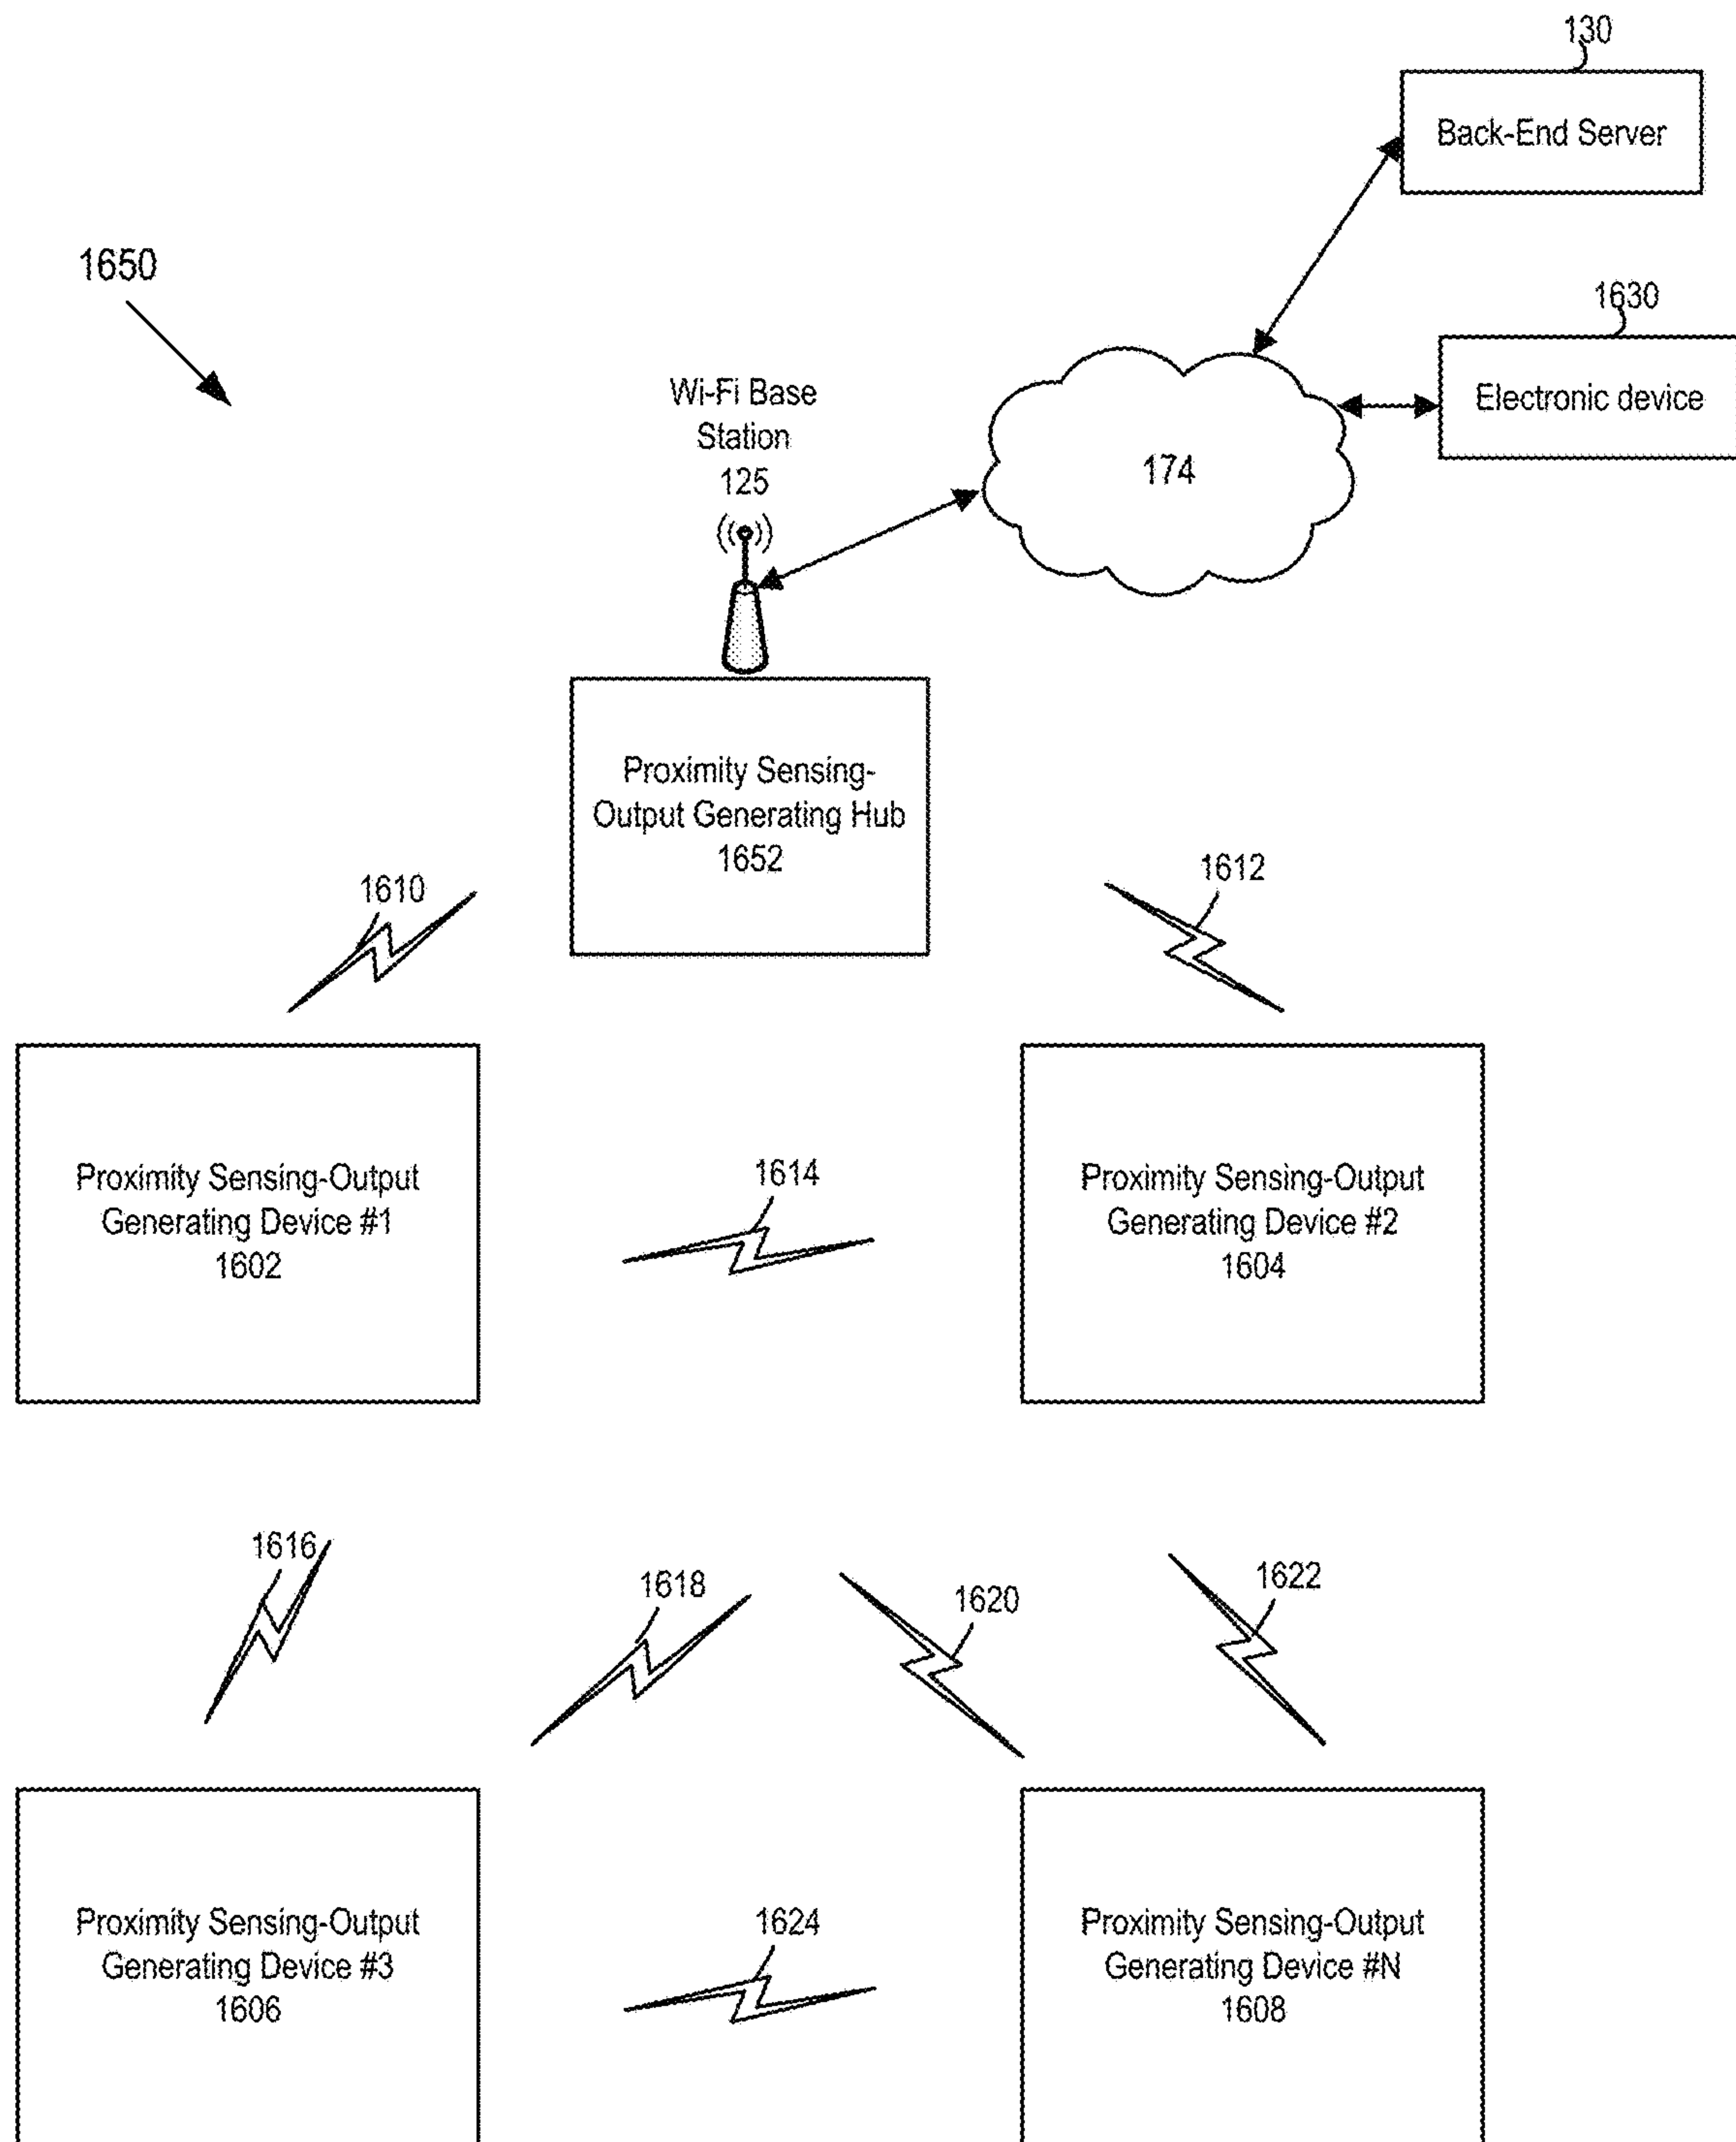 130
Back-End Server
1650
1630
Electronic device
Wi-Fi Base
Station
125
174
Proximity Sensing-
Output Generating Hub
1652
1610
1612
Proximity Sensing-Output
Generating Device #1
1602
1614
Proximity Sensing-Output
Generating Device #2
1604
1616
1618
1620
1622
Proximity Sensing-Output
Generating Device #3
1606
1624
Proximity Sensing-Output
Generating Device #N
1608